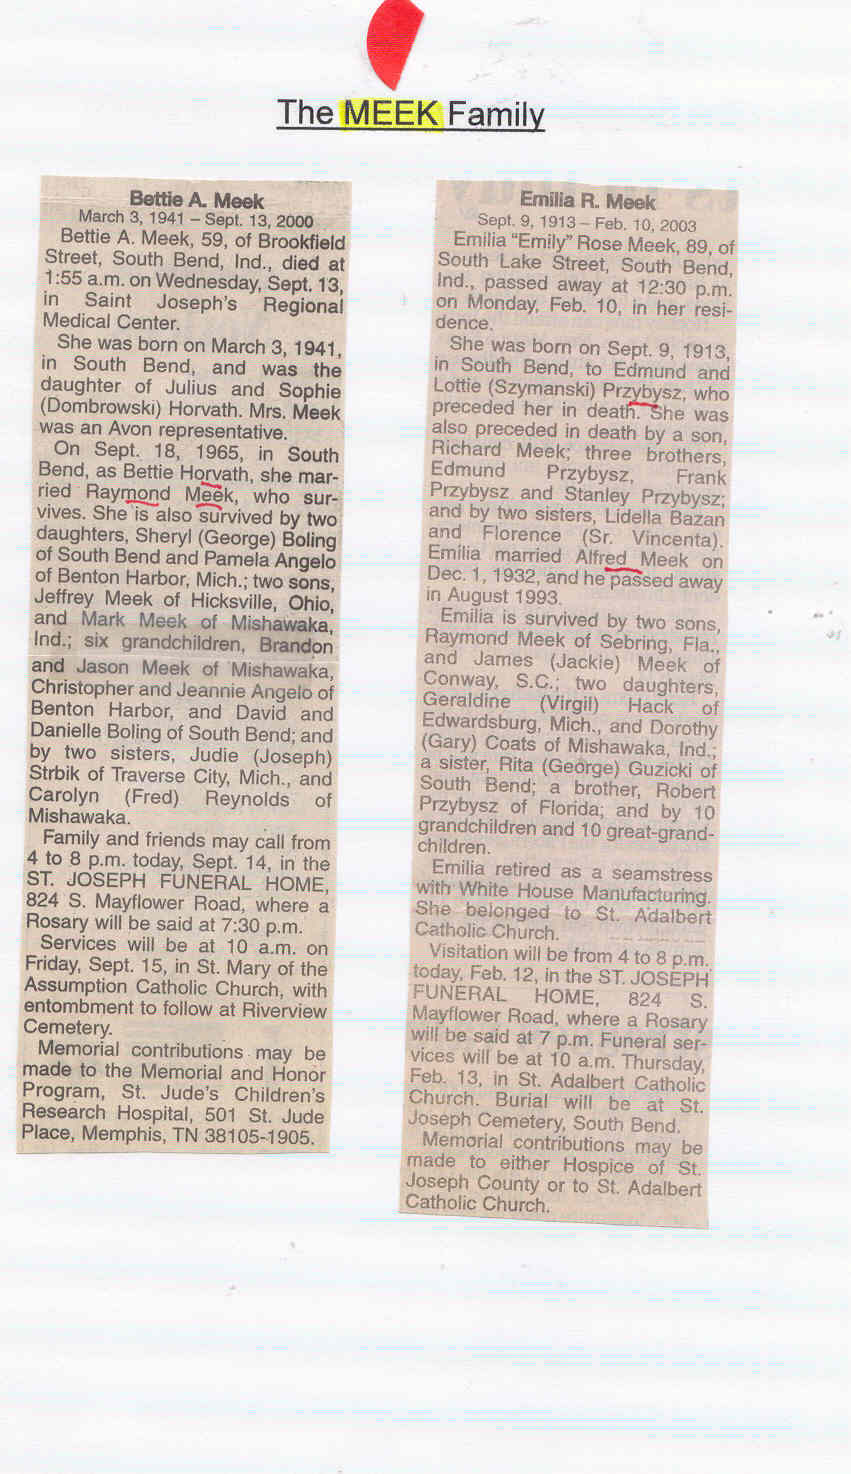 The MEEK Family
Bettie A. Meek
March 3, 1941 – Sept. 13, 2000
Bettie A. Meek, 59, of Brookfield
Street, South Bend, Ind., died at
1:55 a.m. on Wednesday, Sept. 13,
in Saint Joseph's Regional
Medical Center.
She was born on March 3, 1941,
in South Bend, and was the
daughter of Julius and Sophie
(Dombrowski) Horvath. Mrs. Meek
was an Avon representative.
On Sept. 18, 1965, in South
Bend, as Bettie Horvath, she mar-
ried Raymond Meek, who sur-
vives. She is also survived by two
daughters, Sheryl (George) Boling
of South Bend and Pamela Angelo
of Benton Harbor, Mich.; two sons,
Jeffrey Meek of Hicksville, Ohio,
and Mark Meek of Mishawaka,
Ind.; six grandchildren, Brandon
and Jason Meek of Mishawaka,
Christopher and Jeannie Angelo of
Benton Harbor, and David and
Danielle Boling of South Bend; and
by two sisters, Judie (Joseph)
Strbik of Traverse City, Mich., and
Carolyn (Fred) Reynolds of
Mishawaka.
Family and friends may call from
4 to 8 p.m. today, Sept. 14, in the
ST. JOSEPH FUNERAL HOME,
824 S. Mayflower Road, where a
Rosary will be said at 7:30 p.m.
Services will be at 10 a.m. on
Friday, Sept. 15, in St. Mary of the
Assumption Catholic Church, with
entombment to follow at Riverview
Cemetery.
Memorial contributions may be
made to the Memorial and Honor
Program, St. Jude's Children's
Research Hospital, 501 St. Jude
Place, Memphis, TN 38105-1905.
Emilia R. Meek
Sept. 9, 1913 – Feb. 10, 2003
Emilia "Emily" Rose Meek, 89, of
South Lake Street, South Bend,
Ind., passed away at 12:30 p.m.
on Monday, Feb. 10, in her resi-
dence.
She was born on Sept. 9, 1913,
in South Bend, to Edmund and
Lottie (Szymanski) Przybysz, who
preceded her in death. She was
also preceded in death by a son,
Richard Meek; three brothers,
Edmund Przybysz, Frank
Przybysz and Stanley Przybysz;
and by two sisters, Lidella Bazan
and Florence (Sr. Vincenta).
Emilia married Alfred Meek on
Dec. 1, 1932, and he passed away
in August 1993.
Emilia is survived by two sons,
Raymond Meek of Sebring, Fla.,
and James (Jackie) Meek of
Conway, S.C.; two daughters,
Geraldine (Virgil) Hack of
Edwardsburg, Mich., and Dorothy
(Gary) Coats of Mishawaka, Ind.;
a sister, Rita (George) Guzicki of
South Bend; a brother, Robert
Przybysz of Florida; and by 10
grandchildren and 10 great-grand-
children.
Emilia retired as a seamstress
with White House Manufacturing.
She belonged to St. Adalbert
Catholic Church.
Visitation will be from 4 to 8 p.m.
today, Feb. 12, in the ST. JOSEPH
FUNERAL HOME, 824 S.
Mayflower Road, where a Rosary
will be said at 7 p.m. Funeral ser-
vices will be at 10 a.m. Thursday,
Feb. 13, in St. Adalbert Catholic
Church. Burial will be at St.
Joseph Cemetery, South Bend.
Memorial contributions may be
made to either Hospice of St.
Joseph County or to St. Adalbert
Catholic Church.